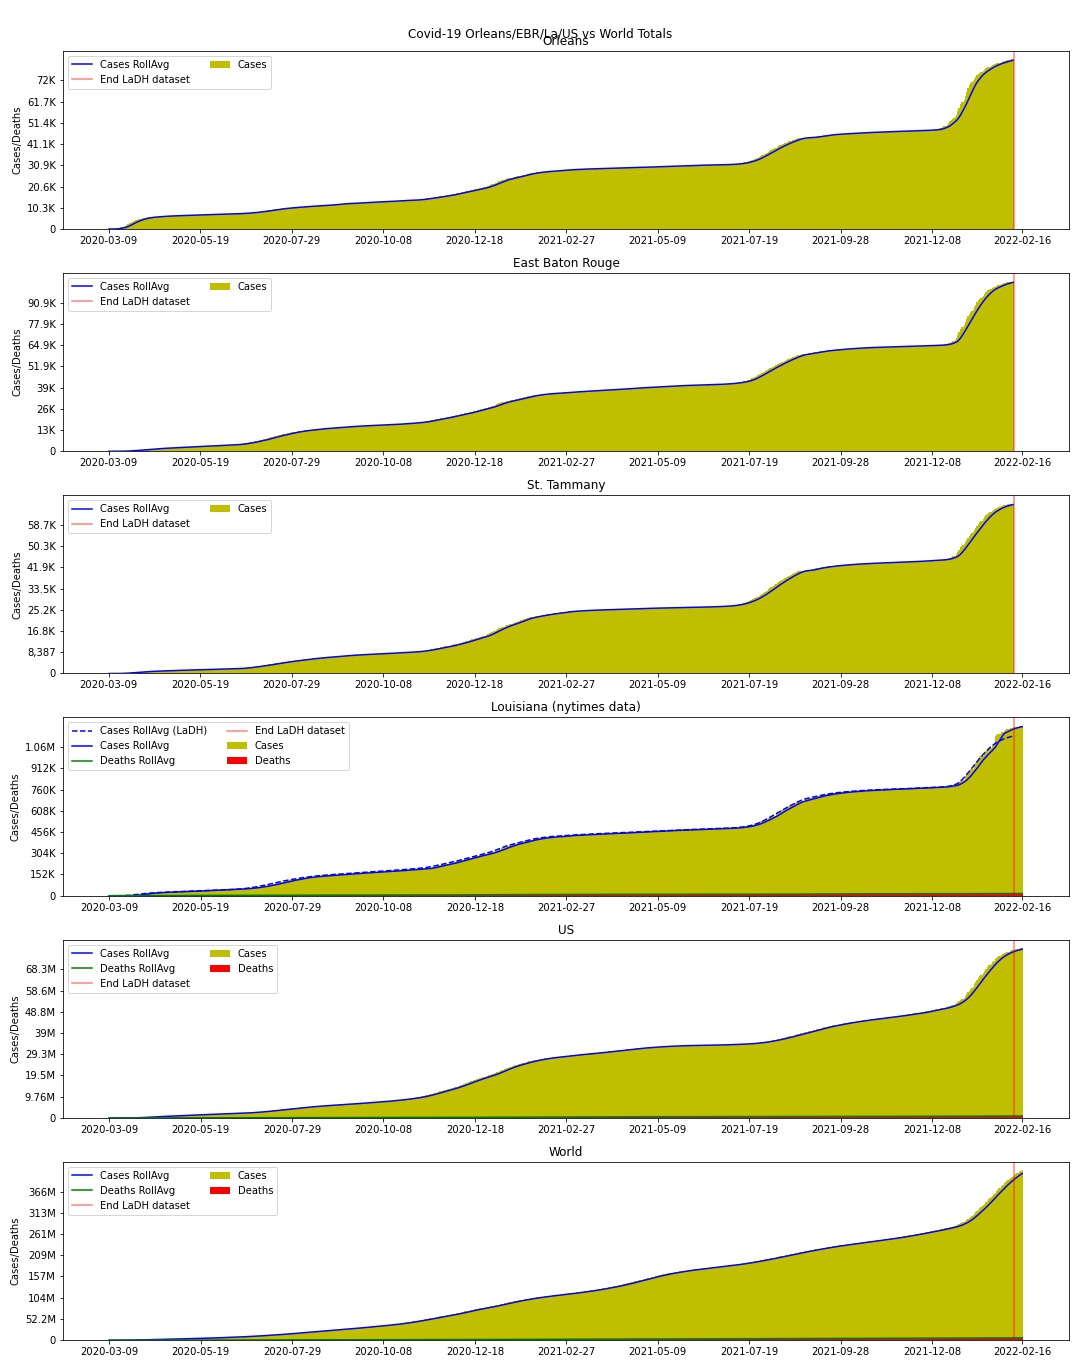 Covid-19 Orleans/EBR/La/US vs World Totals
Orleans
Cases RollAvg
End LaDH dataset
Cases
Cases/Deaths
72K
61.7K
51.4K
41.1K
30.9K
20.6K
10.3K
0
2020-03-09 2020-05-19 2020-07-29 2020-10-08 2020-12-18 2021-02-27 2021-05-09 2021-07-19 2021-09-28 2021-12-08 2022-02-16
East Baton Rouge
Cases RollAvg
End LaDH dataset
Cases
Cases/Deaths
90.9K
77.9K
64.9K
51.9K
39K
26K
13K
0
2020-03-09 2020-05-19 2020-07-29 2020-10-08 2020-12-18 2021-02-27 2021-05-09 2021-07-19 2021-09-28 2021-12-08 2022-02-16
St. Tammany
Cases RollAvg
End LaDH dataset
Cases
Cases/Deaths
58.7K
50.3K
41.9K
33.5K
25.2K
16.8K
8,387
0
2020-03-09 2020-05-19 2020-07-29 2020-10-08 2020-12-18 2021-02-27 2021-05-09 2021-07-19 2021-09-28 2021-12-08 2022-02-16
Louisiana (nytimes data)
Cases RollAvg (LaDH)
Cases RollAvg
Deaths RollAvg
End LaDH dataset
Cases
Deaths
Cases/Deaths
1.06M
912K
760K
608K
456K
304K
152K
0
2020-03-09 2020-05-19 2020-07-29 2020-10-08 2020-12-18 2021-02-27 2021-05-09 2021-07-19 2021-09-28 2021-12-08 2022-02-16
US
Cases RollAvg
Deaths RollAvg
End LaDH dataset
Cases
Deaths
Cases/Deaths
68.3M
58.6M
48.8M
39M
29.3M
19.5M
9.76M
0
2020-03-09 2020-05-19 2020-07-29 2020-10-08 2020-12-18 2021-02-27 2021-05-09 2021-07-19 2021-09-28 2021-12-08 2022-02-16
World
Cases RollAvg
Deaths RollAvg
End LaDH dataset
Cases
Deaths
Cases/Deaths
366M
313M
261M
209M
157M
104M
52.2M
0
2020-03-09 2020-05-19 2020-07-29 2020-10-08 2020-12-18 2021-02-27 2021-05-09 2021-07-19 2021-09-28 2021-12-08 2022-02-16